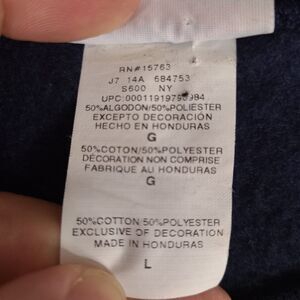 RN#15763
J7 14A 684753
S600 NY
50%ALGODON/50%POLIESTER
EXCEPTO DECORACIÓN
HECHO EN HONDURAS
G
50%COTON/50%POLYESTER
DÉCORATION NON COMPRISE
FABRIQUE AU HONDURAS
G
50%COTTON/50%POLYESTER
EXCLUSIVE OF DECORATION
MADE IN HONDURAS
L